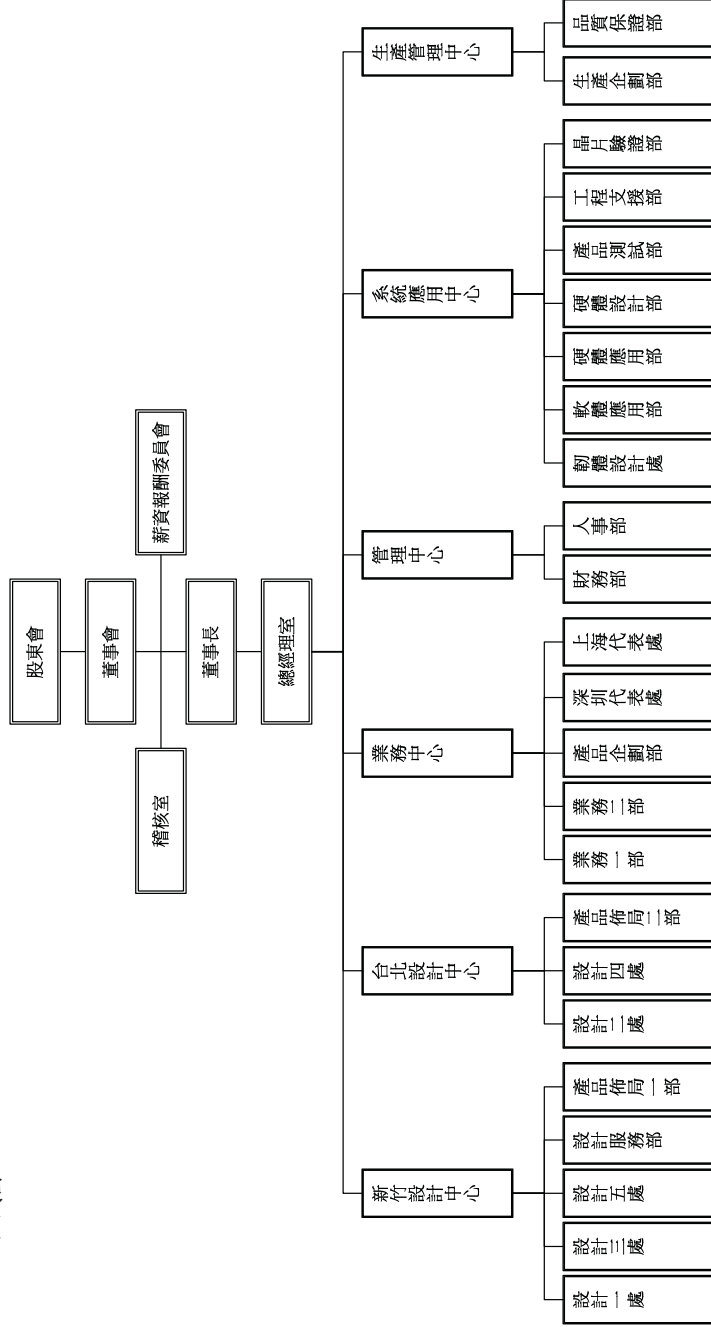 股東會
董事會
稽核室
薪資報酬委員會
董事長
總經理室
新竹設計中心
台北設計中心
業務中心
管理中心
系統應用中心
生產管理中心
設計一處
設計三處
設計五處
設計服務部
產品佈局一部
設計二處
設計四處
產品佈局二部
業務一部
業務二部
產品企劃部
深圳代表處
上海代表處
財務部
人事部
韌體設計處
軟體應用部
硬體應用部
硬體設計部
產品測試部
工程支援部
晶片驗證部
生產企劃部
品質保證部